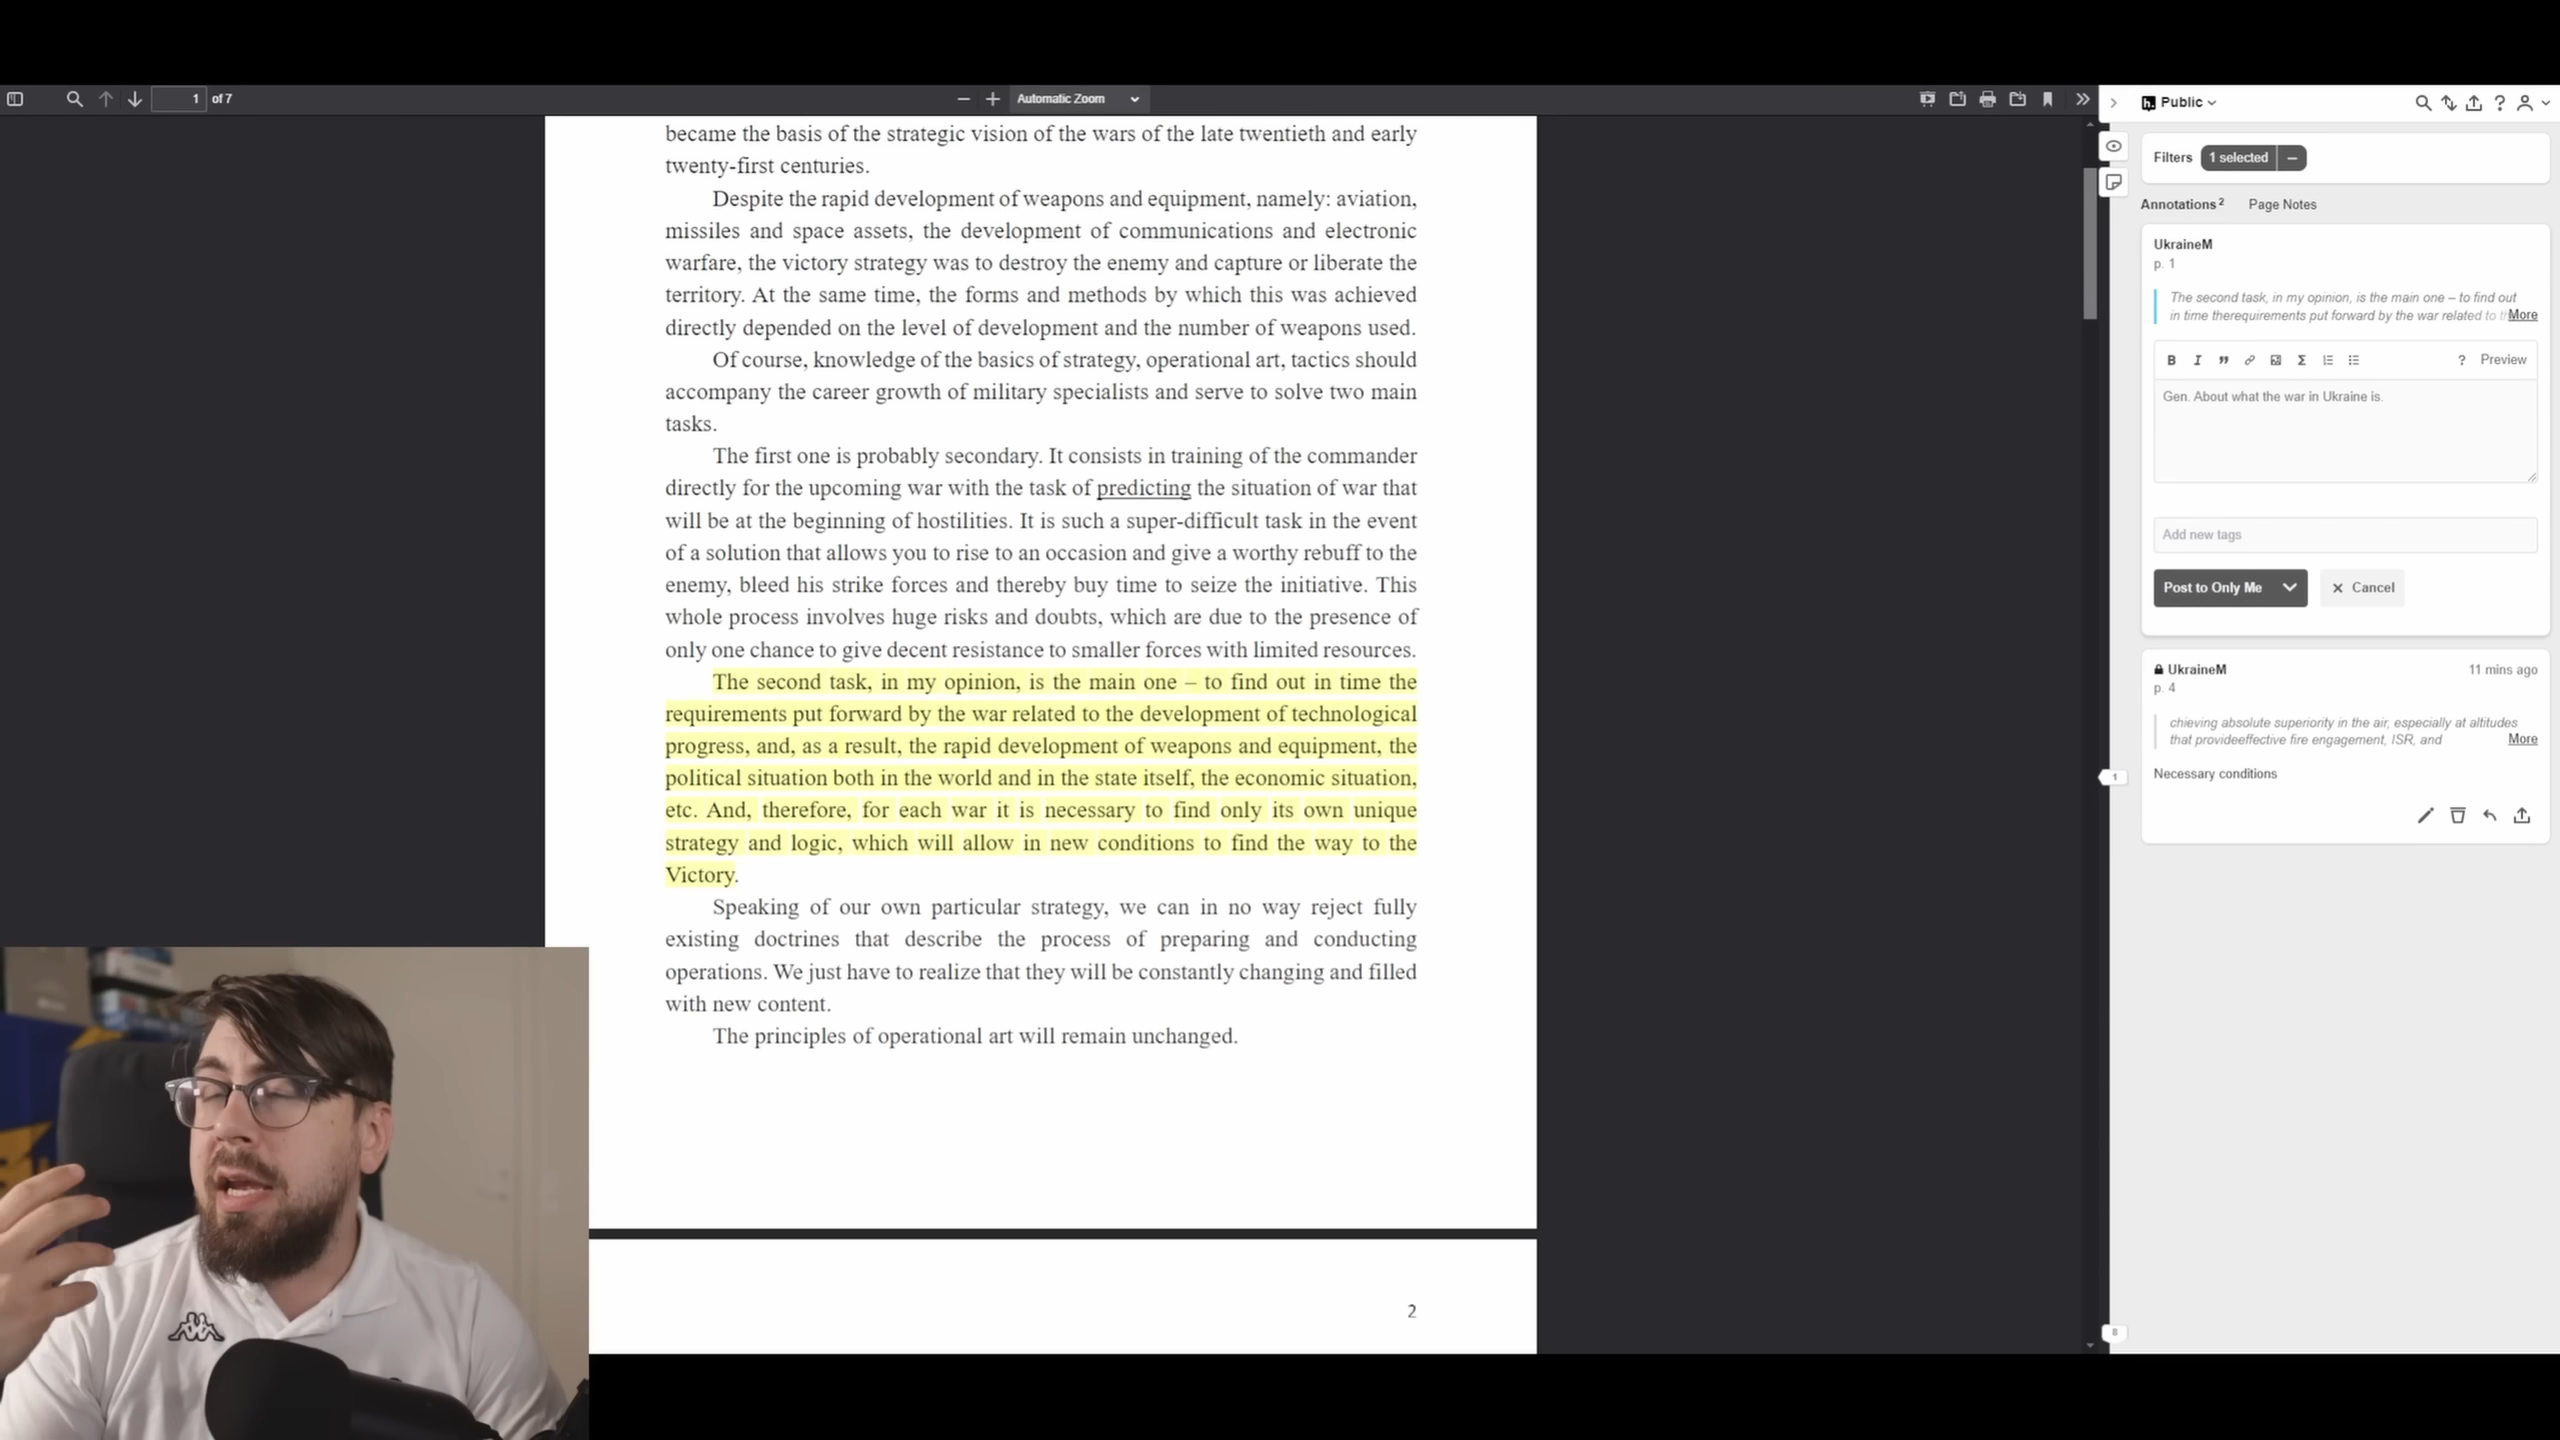 1 of 7
Automatic Zoom
became the basis of the strategic vision of the wars of the late twentieth and early
twenty-first centuries.
Despite the rapid development of weapons and equipment, namely: aviation,
missiles and space assets, the development of communications and electronic
warfare, the victory strategy was to destroy the enemy and capture or liberate the
territory. At the same time, the forms and methods by which this was achieved
directly depended on the level of development and the number of weapons used.
Of course, knowledge of the basics of strategy, operational art, tactics should
accompany the career growth of military specialists and serve to solve two main
tasks.
The first one is probably secondary. It consists in training of the commander
directly for the upcoming war with the task of predicting the situation of war that
will be at the beginning of hostilities. It is such a super-difficult task in the event
of a solution that allows you to rise to an occasion and give a worthy rebuff to the
enemy, bleed his strike forces and thereby buy time to seize the initiative. This
whole process involves huge risks and doubts, which are due to the presence of
only one chance to give decent resistance to smaller forces with limited resources.
The second task, in my opinion, is the main one – to find out in time the
requirements put forward by the war related to the development of technological
progress, and, as a result, the rapid development of weapons and equipment, the
political situation both in the world and in the state itself, the economic situation,
etc. And, therefore, for each war it is necessary to find only its own unique
strategy and logic, which will allow in new conditions to find the way to the
Victory.
Speaking of our own particular strategy, we can in no way reject fully
existing doctrines that describe the process of preparing and conducting
operations. We just have to realize that they will be constantly changing and filled
with new content.
The principles of operational art will remain unchanged.
2
Public
Filters 1 selected
Annotations 2 Page Notes
UkraineM
p. 1
The second task, in my opinion, is the main one – to find out
in time therequirements put forward by the war related to More
B I Σ ? Preview
Gen. About what the war in Ukraine is.
Add new tags
Post to Only Me Cancel
UkraineM 11 mins ago
p. 4
chieving absolute superiority in the air, especially at altitudes
that provideeffective fire engagement, ISR, and More
Necessary conditions
1
8